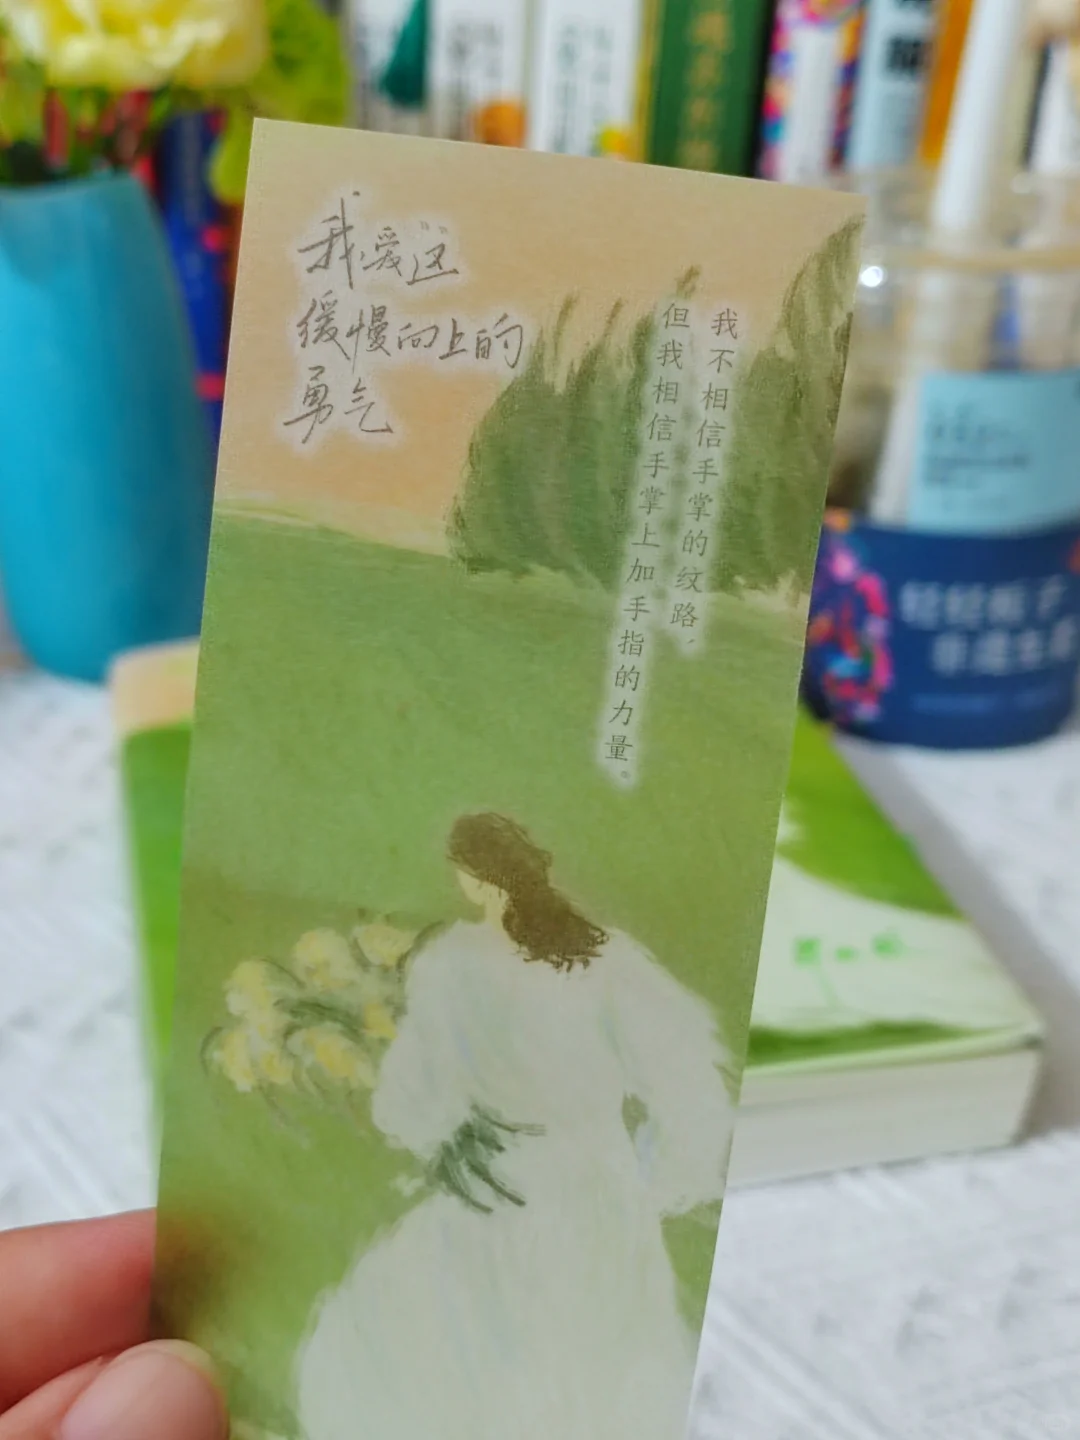 我爱这
缓慢向上的
勇气
我不相信手掌的纹路，
但我相信手掌上加手指的力量。